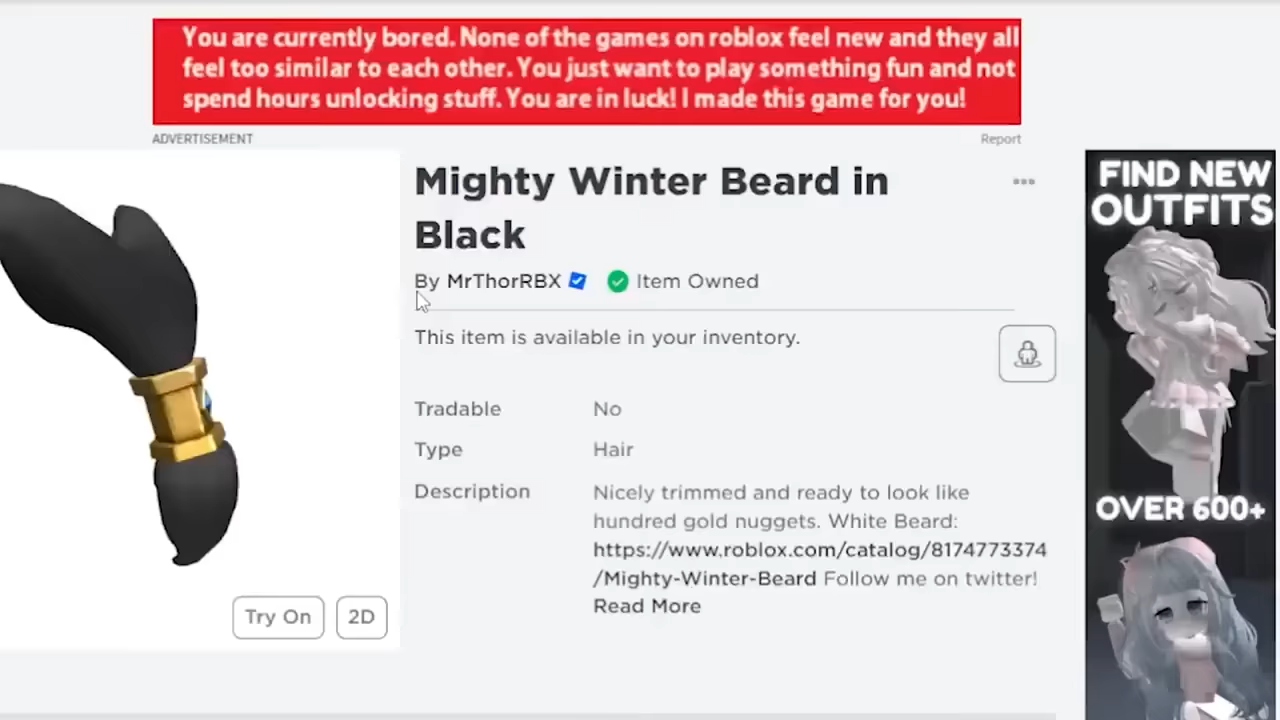 You are currently bored. None of the games on roblox feel new and they all
feel too similar to each other. You just want to play something fun and not
spend hours unlocking stuff. You are in luck! I made this game for you!
ADVERTISEMENT
Report
Mighty Winter Beard in
Black
By MrThorRBX
Item Owned
This item is available in your inventory.
Tradable No
Type Hair
Description Nicely trimmed and ready to look like
hundred gold nuggets. White Beard:
https://www.roblox.com/catalog/8174773374
/Mighty-Winter-Beard Follow me on twitter!
Read More
Try On
2D
FIND NEW
OUTFITS
OVER 600+